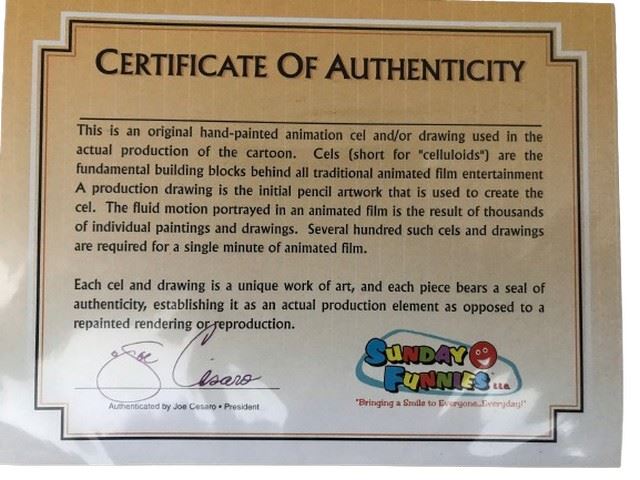 CERTIFICATE OF AUTHENTICITY
This is an original hand-painted animation cel and/or drawing used in the
actual production of the cartoon. Cels (short for "celluloids") are the
fundamental building blocks behind all traditional animated film entertainment
A production drawing is the initial pencil artwork that is used to create the
cel. The fluid motion portrayed in an animated film is the result of thousands
of individual paintings and drawings. Several hundred such cels and drawings
are required for a single minute of animated film.
Each cel and drawing is a unique work of art, and each piece bears a seal of
authenticity, establishing it as an actual production element as opposed to a
repainted rendering or reproduction.
Joe Cesaro
Authenticated by Joe Cesaro • President
SUNDAY
FUNNIES LLC
"Bringing a Smile to Everyone...Everyday!"